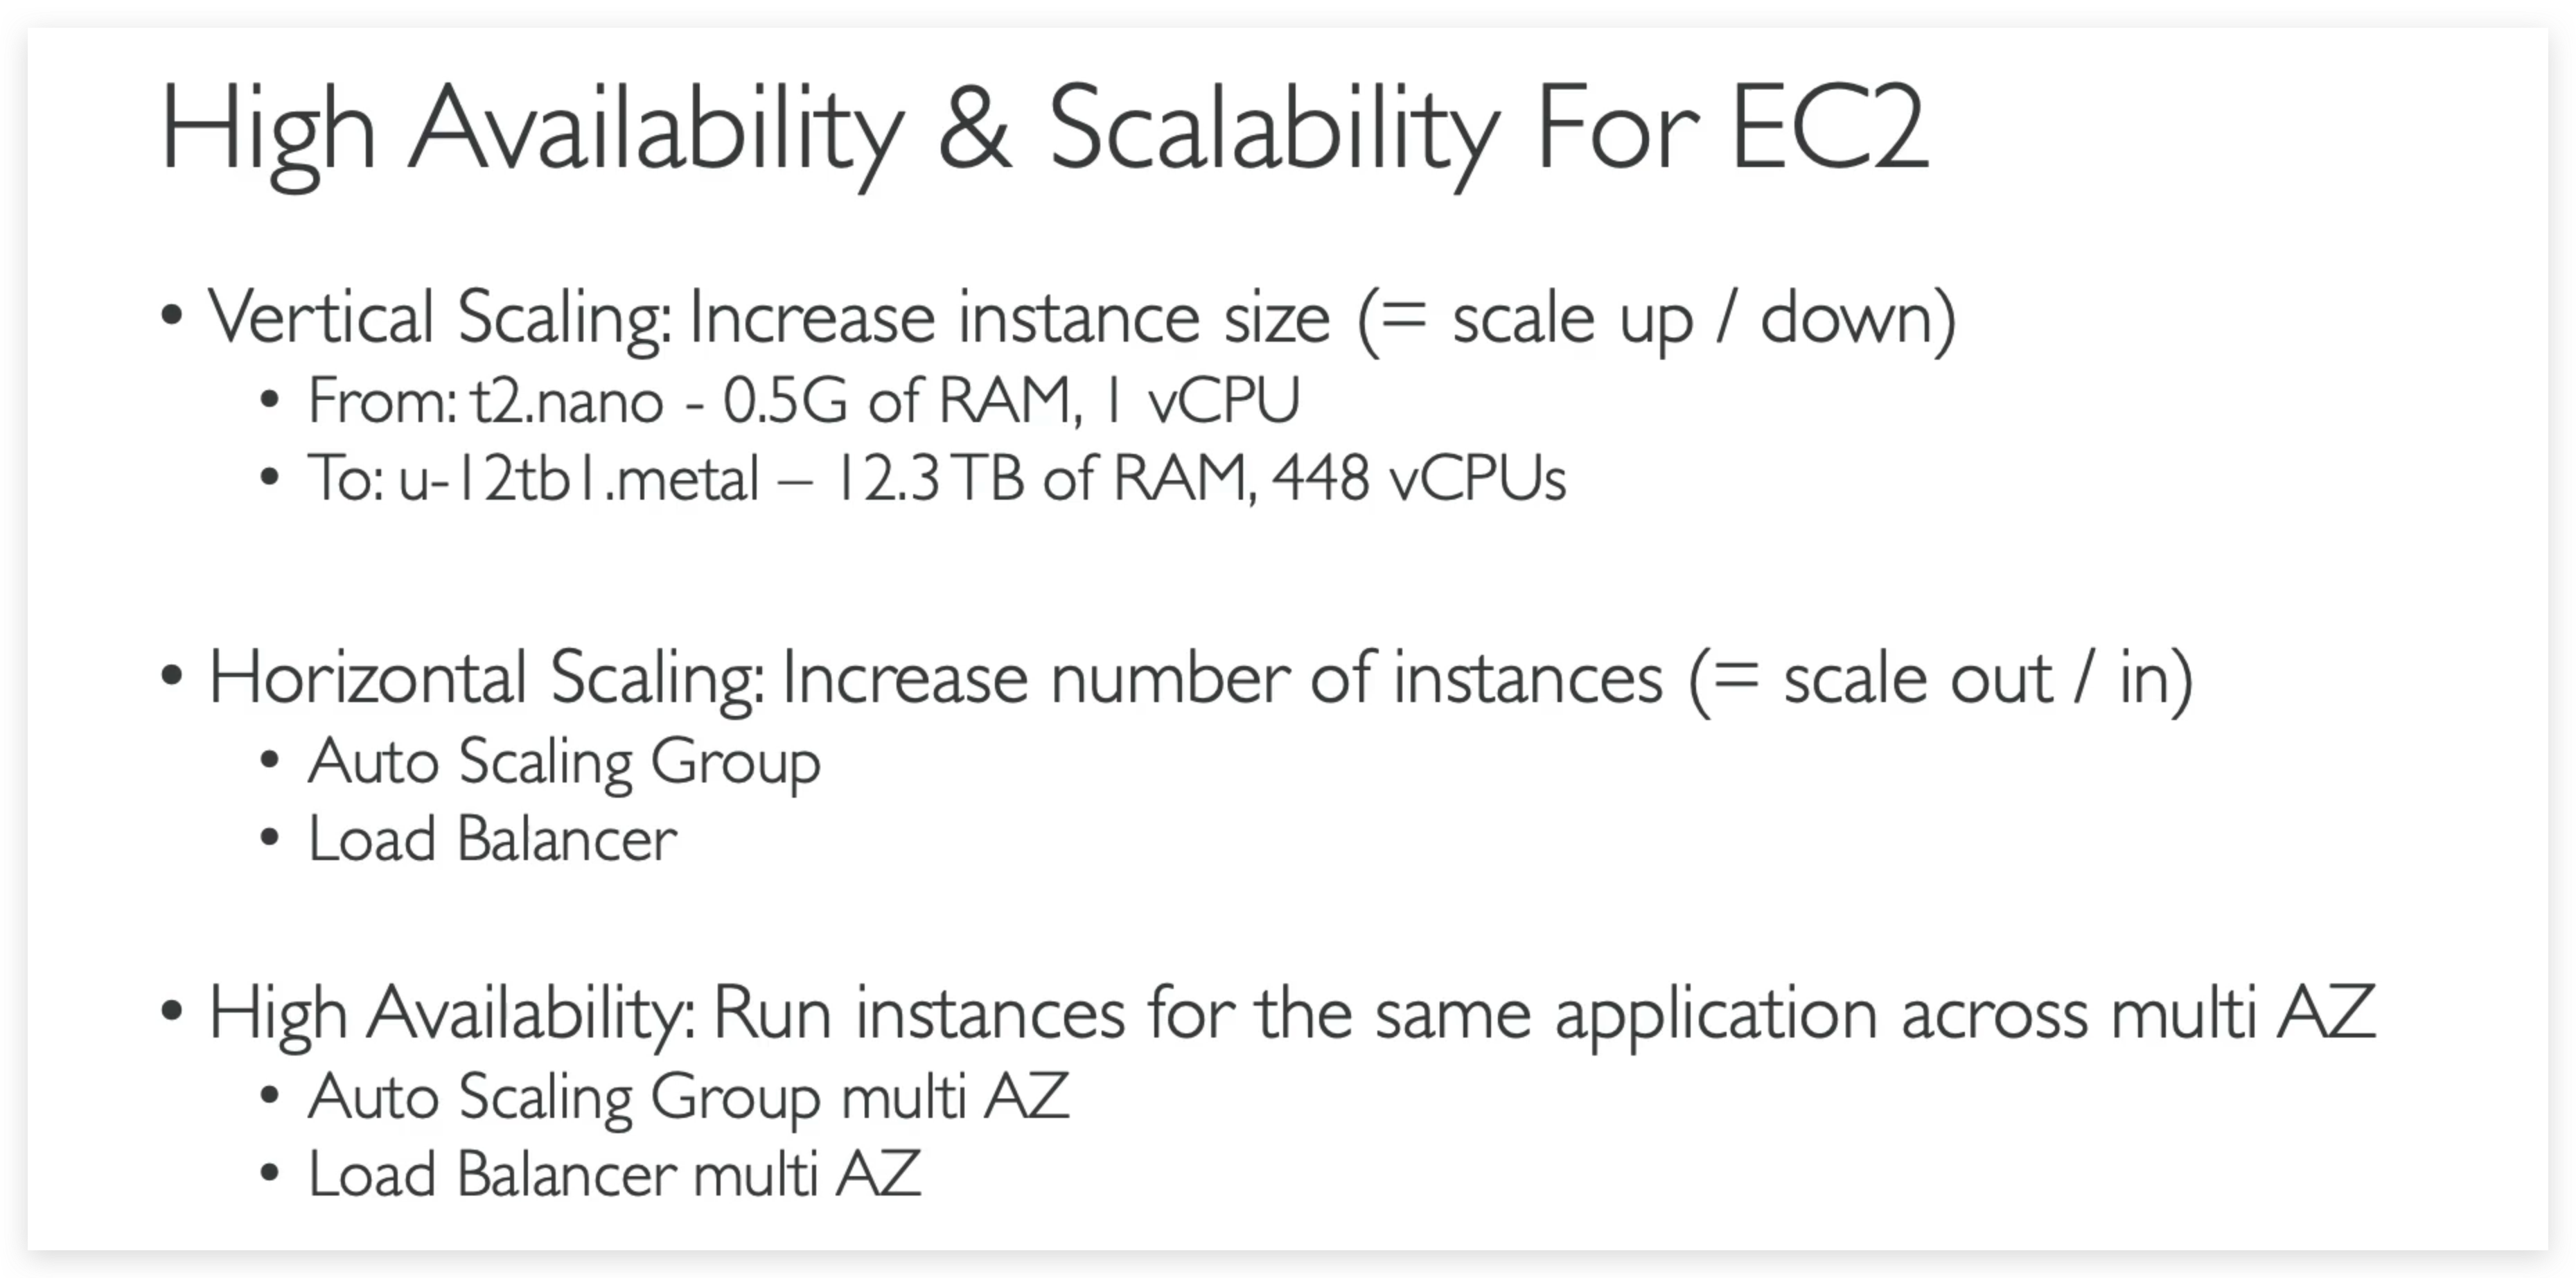 High Availability & Scalability For EC2
• Vertical Scaling: Increase instance size (= scale up / down)
• From: t2.nano - 0.5G of RAM, 1 vCPU
• To: u-12tb1.metal – 12.3 TB of RAM, 448 vCPUs
• Horizontal Scaling: Increase number of instances (= scale out / in)
• Auto Scaling Group
• Load Balancer
• High Availability: Run instances for the same application across multi AZ
• Auto Scaling Group multi AZ
• Load Balancer multi AZ